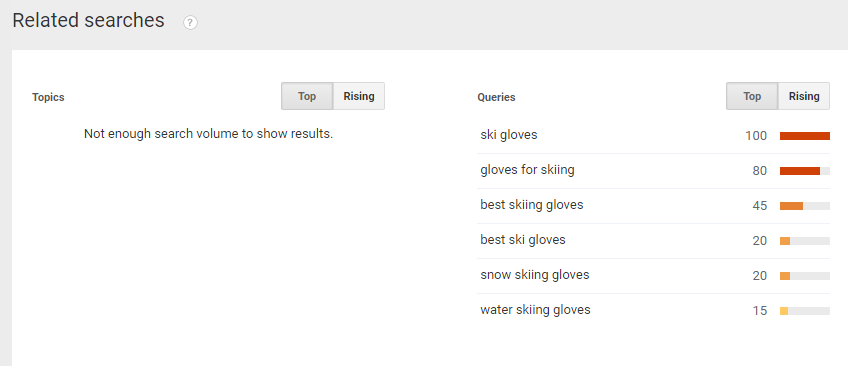 Related searches ?
Topics Top Rising
Not enough search volume to show results.
Queries Top Rising
ski gloves 100
gloves for skiing 80
best skiing gloves 45
best ski gloves 20
snow skiing gloves 20
water skiing gloves 15